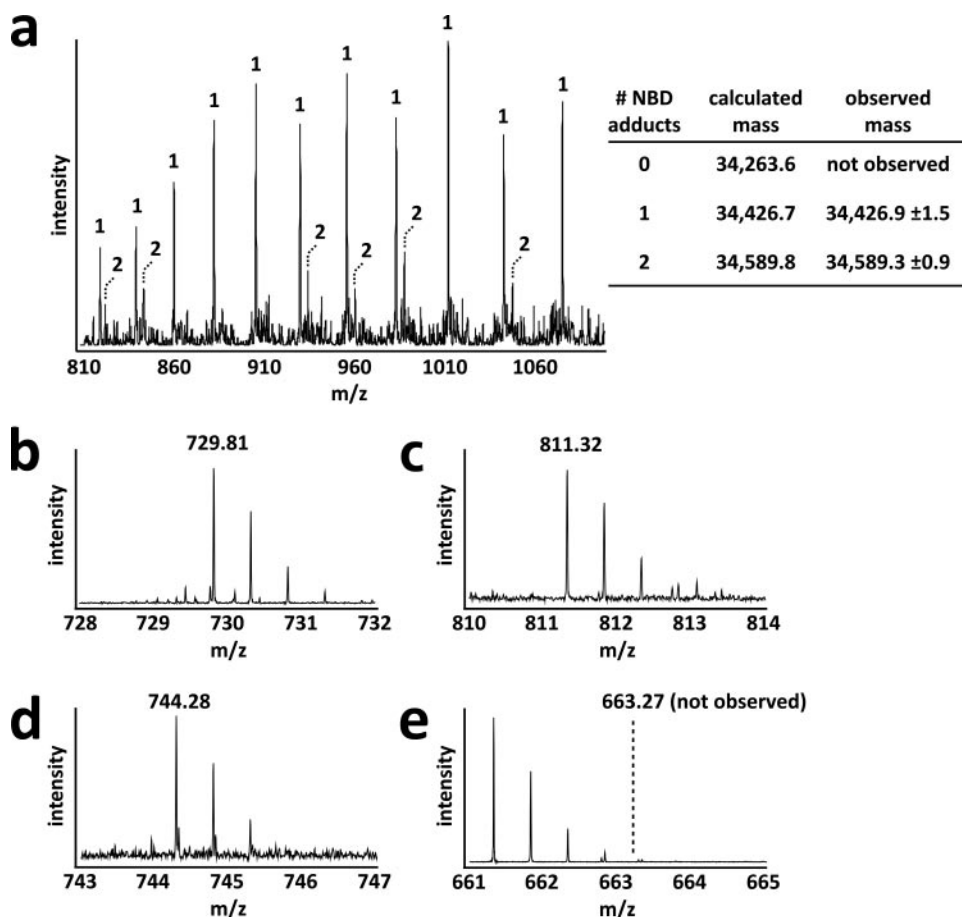 a
1 1 1 1 1 1 1 1 1 1 1
2 2 2 2 2 2
intensity
810 860 910 960 1010 1060
m/z
# NBD adducts calculated mass observed mass
0 34,263.6 not observed
1 34,426.7 34,426.9 ±1.5
2 34,589.8 34,589.3 ±0.9
b
729.81
intensity
728 729 730 731 732
m/z
c
811.32
intensity
810 811 812 813 814
m/z
d
744.28
intensity
743 744 745 746 747
m/z
e
663.27 (not observed)
intensity
661 662 663 664 665
m/z